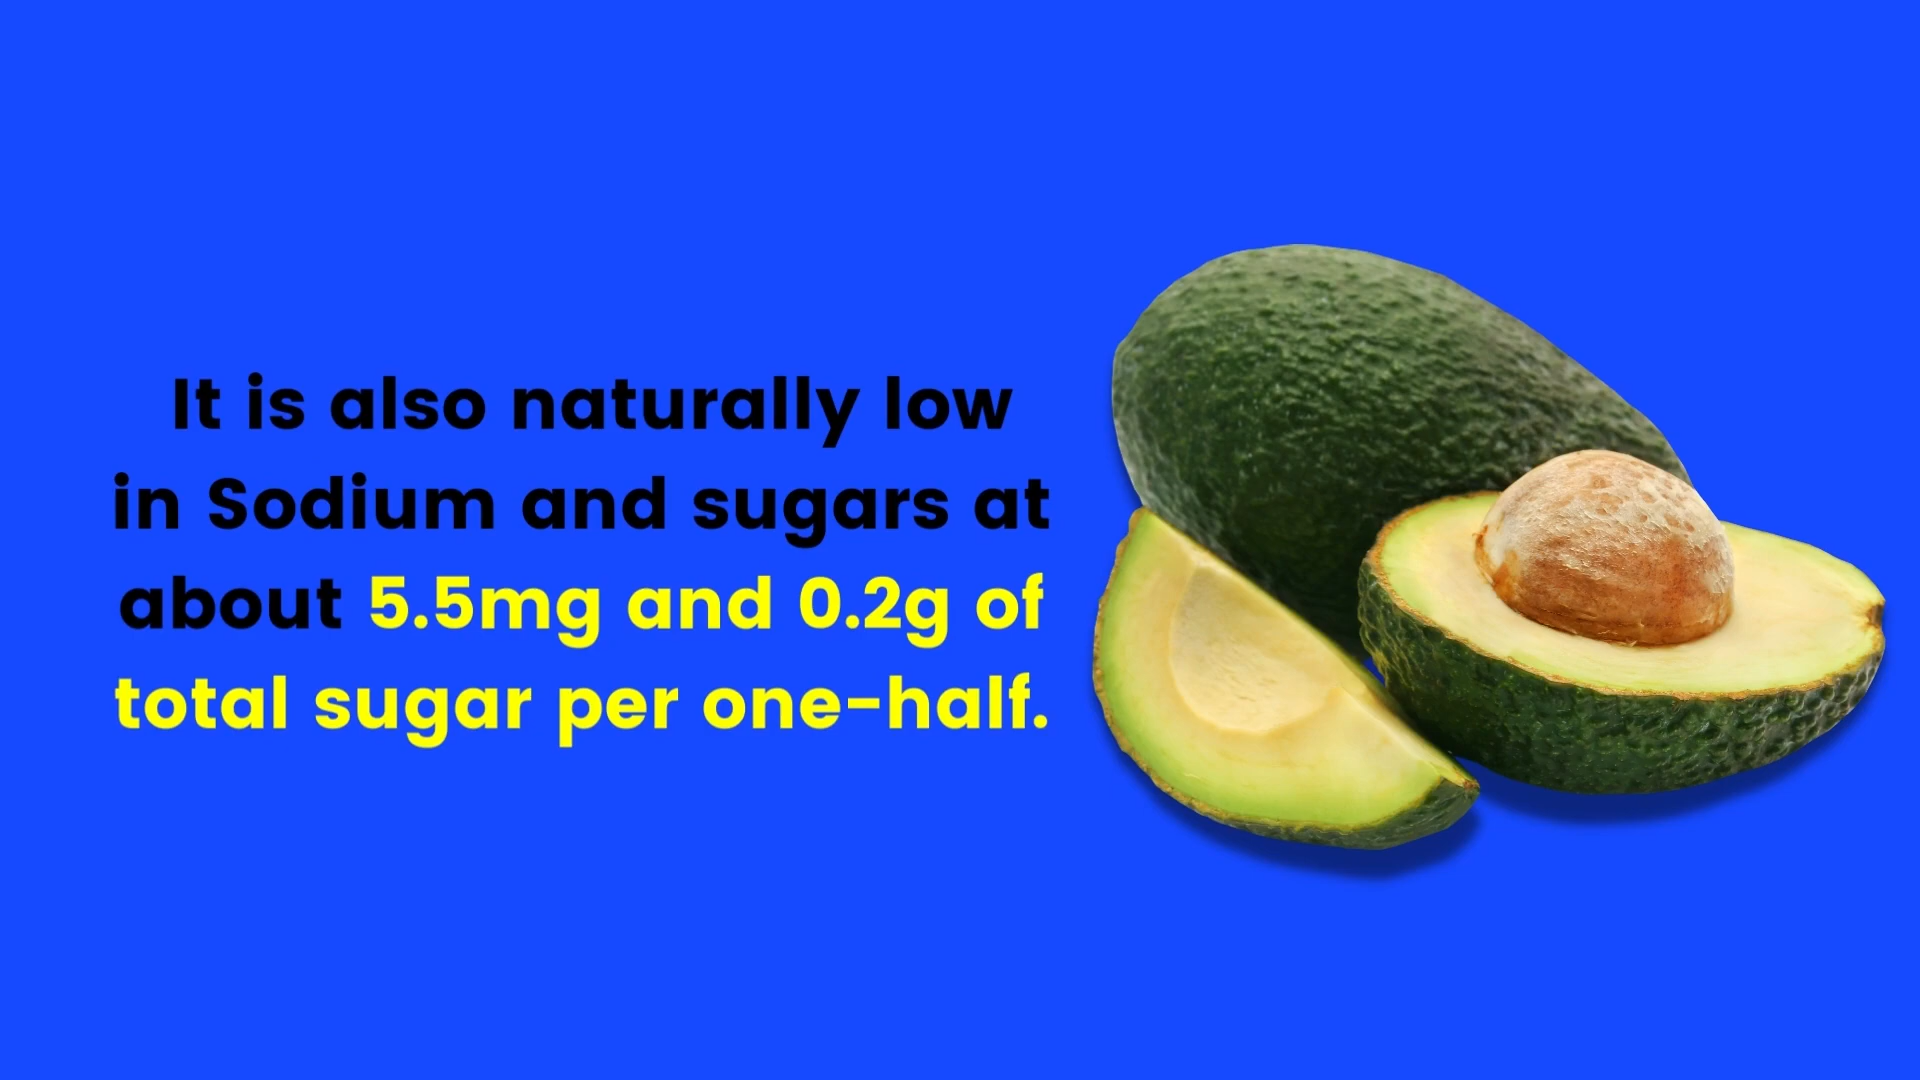 It is also naturally low
in Sodium and sugars at
about 5.5mg and 0.2g of
total sugar per one-half.